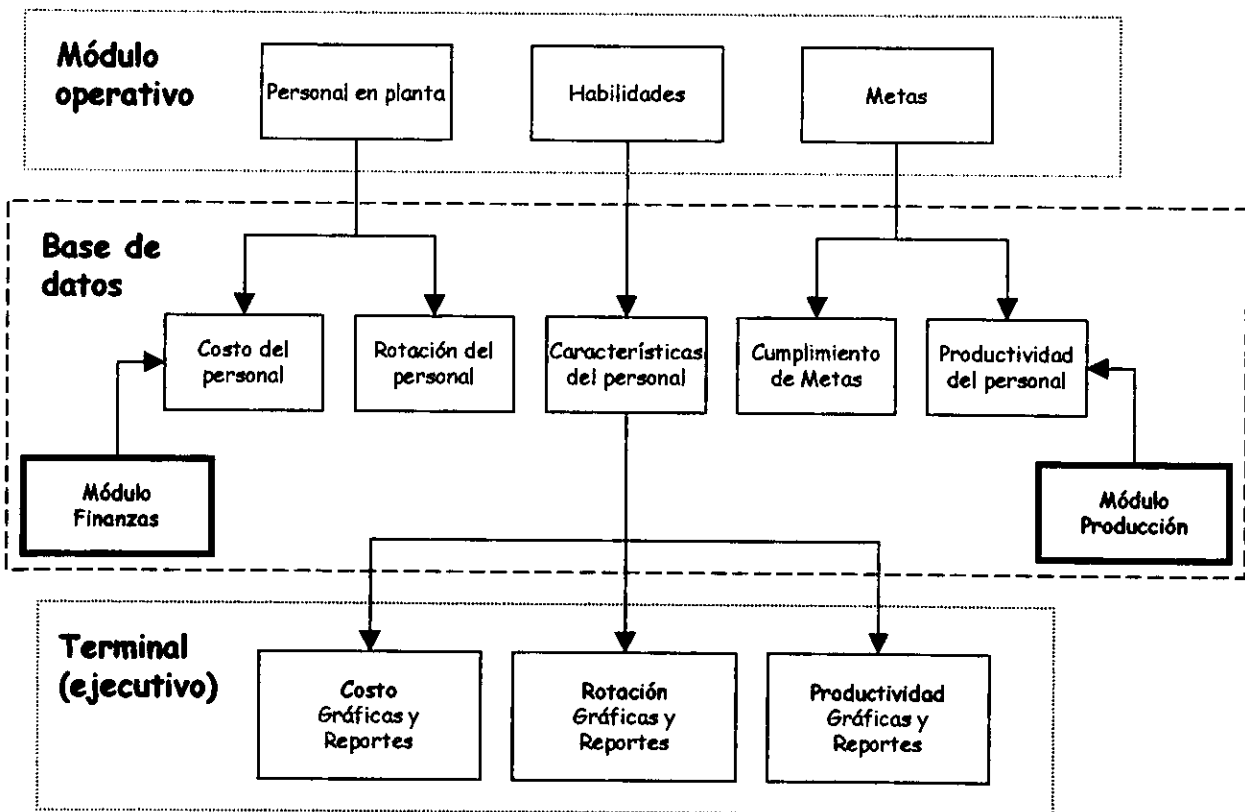 Módulo
operativo
Personal en planta
Habilidades
Metas
Base de
datos
Costo del
personal
Rotación del
personal
Características
del personal
Cumplimiento
de Metas
Productividad
del personal
Módulo
Finanzas
Módulo
Producción
Terminal
(ejecutivo)
Costo
Gráficas y
Reportes
Rotación
Gráficas y
Reportes
Productividad
Gráficas y
Reportes